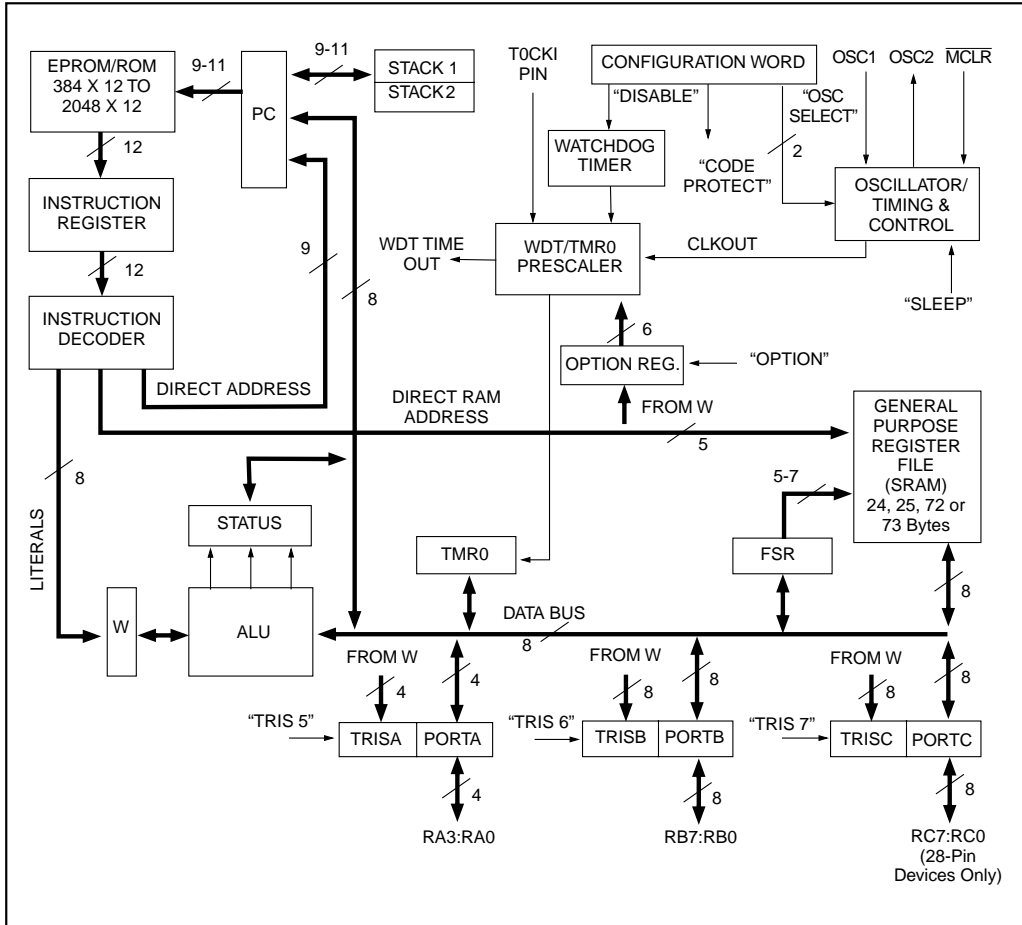 EPROM/ROM
384 X 12 TO
2048 X 12
9-11
PC
9-11
STACK 1
STACK 2
T0CKI
PIN
CONFIGURATION WORD
OSC1
OSC2
MCLR
“DISABLE”
“OSC
SELECT”
WATCHDOG
TIMER
“CODE
PROTECT”
2
OSCILLATOR/
TIMING &
CONTROL
12
INSTRUCTION
REGISTER
12
INSTRUCTION
DECODER
9
8
WDT TIME
OUT
WDT/TMR0
PRESCALER
CLKOUT
“SLEEP”
6
OPTION REG.
“OPTION”
FROM W
DIRECT ADDRESS
DIRECT RAM
ADDRESS
5
GENERAL
PURPOSE
REGISTER
FILE
(SRAM)
24, 25, 72 or
73 Bytes
LITERALS
8
STATUS
5-7
TMR0
FSR
8
W
ALU
DATA BUS
8
FROM W
4
4
FROM W
8
8
FROM W
8
8
“TRIS 5”
TRISA
PORTA
“TRIS 6”
TRISB
PORTB
“TRIS 7”
TRISC
PORTC
4
8
8
RA3:RA0
RB7:RB0
RC7:RC0
(28-Pin
Devices Only)